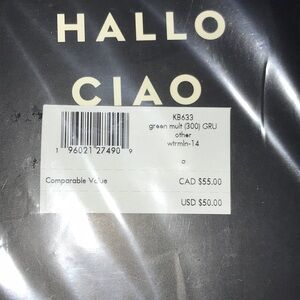 HALLO
CIAO
KB633
green mult (300) GRU
other
wtrmln-14
1 96021 27490 9
o
Comparable Value CAD $55.00
USD $50.00